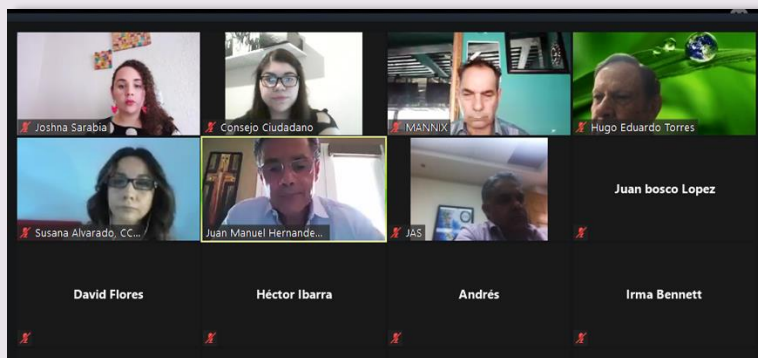 Joshna Sarabia
Consejo Ciudadano
MANNIX
Hugo Eduardo Torres
Susana Alvarado, CC...
Juan Manuel Hernande...
JAS
Juan bosco Lopez
David Flores
Héctor Ibarra
Andrés
Irma Bennett